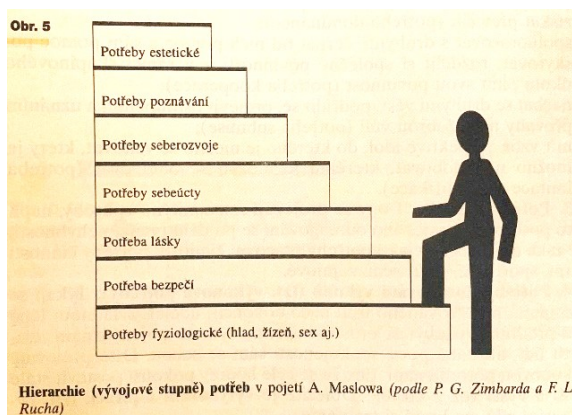 Obr. 5
Potřeby estetické
Potřeby poznávání
Potřeby seberozvoje
Potřeby sebeúcty
Potřeba lásky
Potřeba bezpečí
Potřeby fyziologické (hlad, žízeň, sex aj.)
Hierarchie (vývojové stupně) potřeb v pojetí A. Maslowa (podle P. G. Zimbarda a F. L.
Rucha)